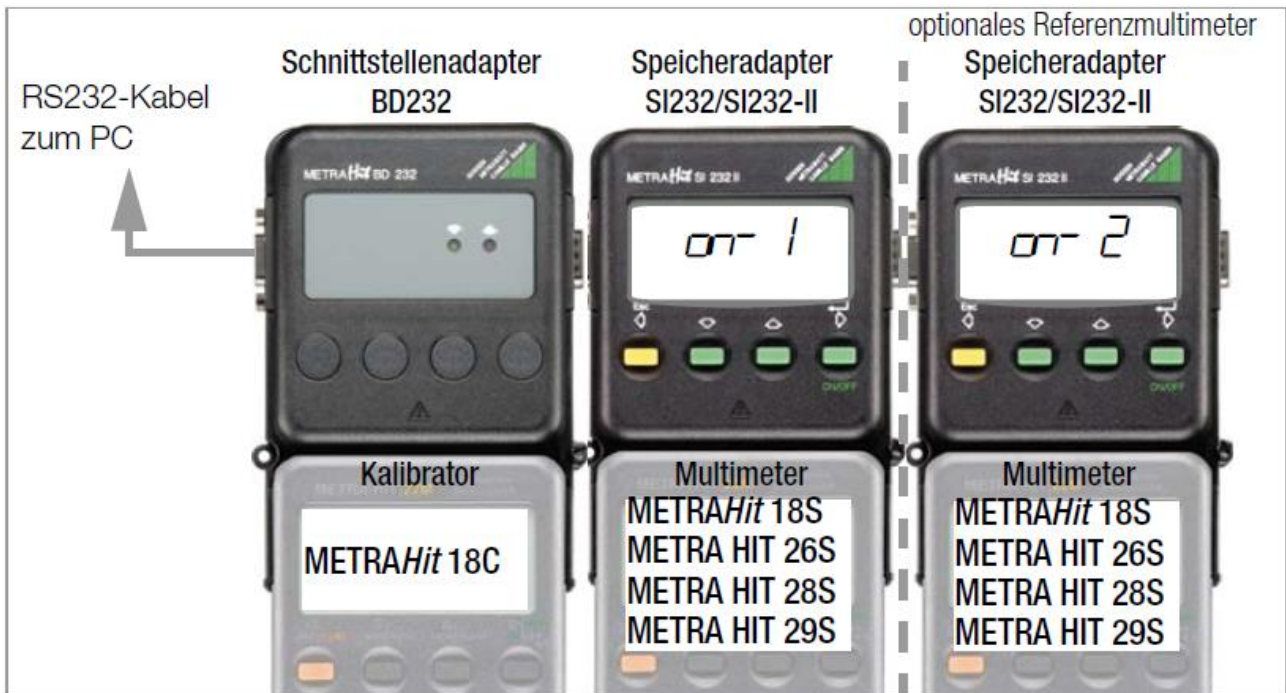 optionales Referenzmultimeter
Schnittstellenadapter
BD232
Speicheradapter
SI232/SI232-II
Speicheradapter
SI232/SI232-II
RS232-Kabel
zum PC
METRAHit BD 232
METRAHit SI 232 II
METRAHit SI 232 II
on- 1
on- 2
Esc
Esc
ON/OFF
ON/OFF
Kalibrator
METRAHit 18C
Multimeter
METRAHit 18S
METRA HIT 26S
METRA HIT 28S
METRA HIT 29S
Multimeter
METRAHit 18S
METRA HIT 26S
METRA HIT 28S
METRA HIT 29S